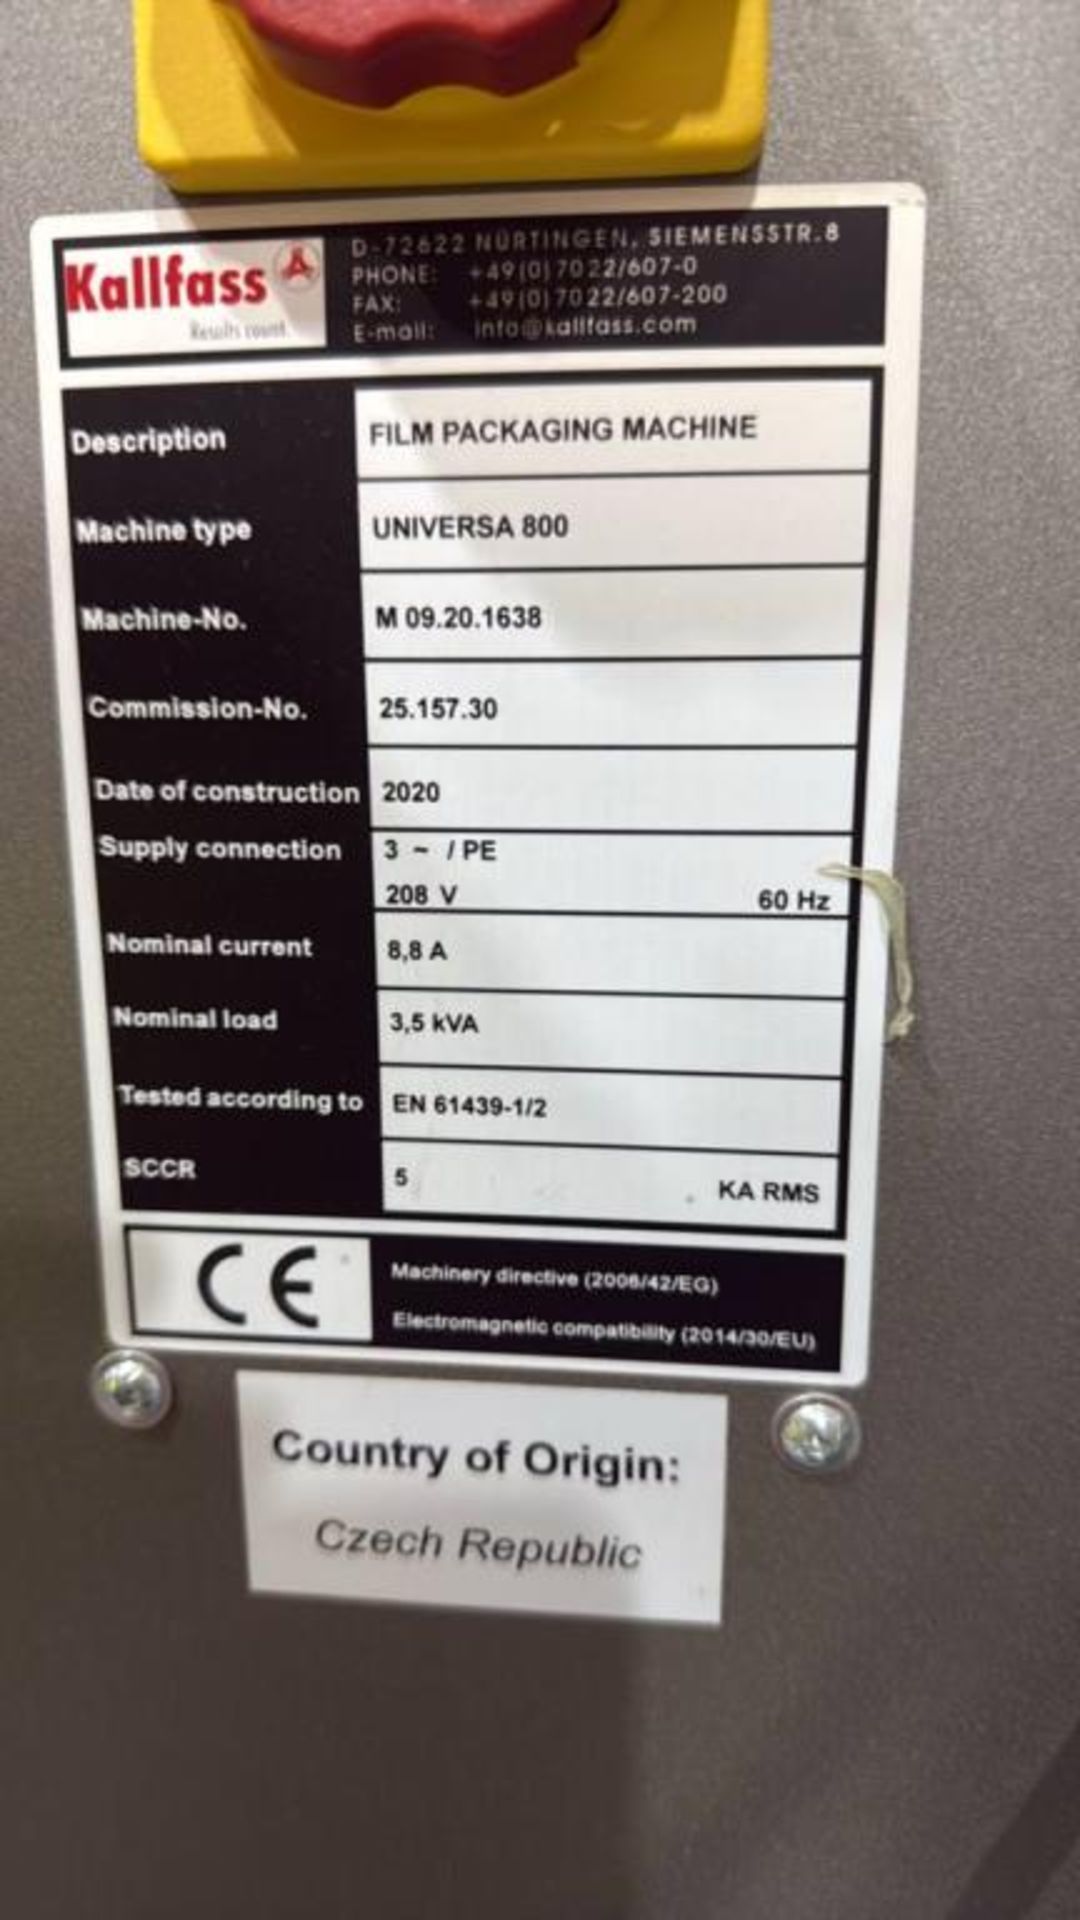 Kallfass
Results count.
D-72622 NÜRTINGEN, SIEMENSSTR.8
PHONE: +49(0)7022/607-0
FAX: +49(0)7022/607-200
E-mail: info@kallfass.com
Description FILM PACKAGING MACHINE
Machine type UNIVERSA 800
Machine-No. M 09.20.1638
Commission-No. 25.157.30
Date of construction 2020
Supply connection 3 ~ / PE
208 V 60 Hz
Nominal current 8,8 A
Nominal load 3,5 kVA
Tested according to EN 61439-1/2
SCCR 5 KA RMS
CE
Machinery directive (2006/42/EG)
Electromagnetic compatibility (2014/30/EU)
Country of Origin:
Czech Republic